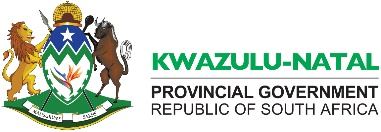 KWAZULU-NATAL
PROVINCIAL GOVERNMENT
REPUBLIC OF SOUTH AFRICA